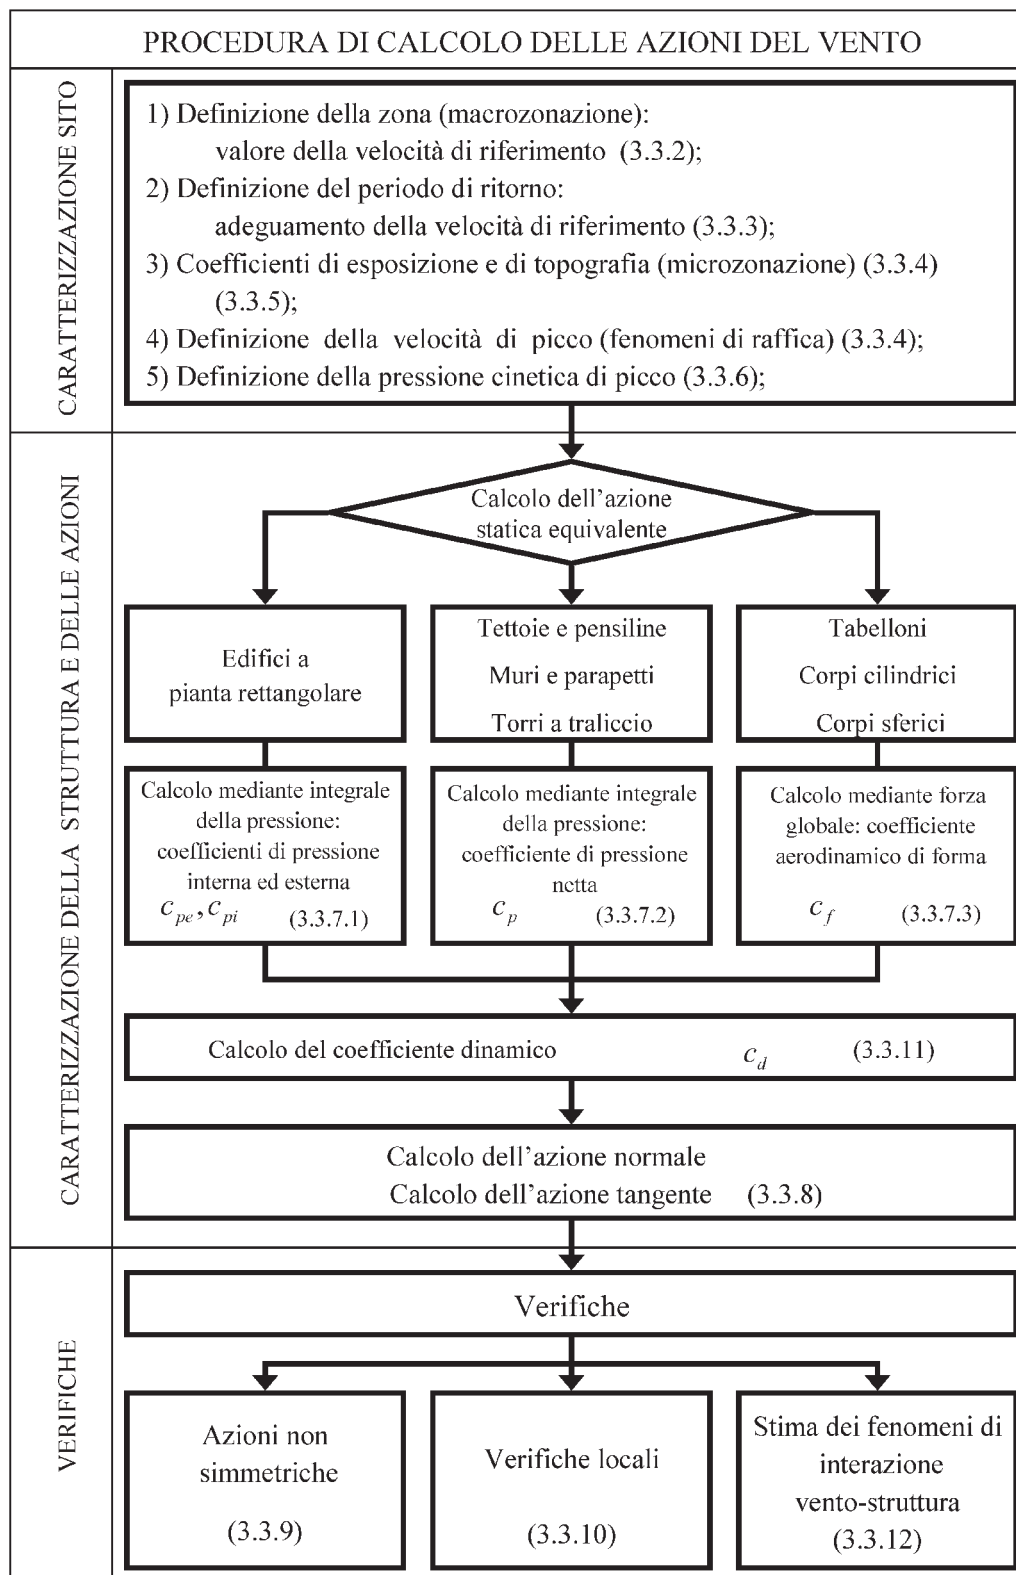 PROCEDURA DI CALCOLO DELLE AZIONI DEL VENTO
CARATTERIZZAZIONE SITO
1) Definizione della zona (macrozonazione):
valore della velocità di riferimento (3.3.2);
2) Definizione del periodo di ritorno:
adeguamento della velocità di riferimento (3.3.3);
3) Coefficienti di esposizione e di topografia (microzonazione) (3.3.4)
(3.3.5);
4) Definizione della velocità di picco (fenomeni di raffica) (3.3.4);
5) Definizione della pressione cinetica di picco (3.3.6);
CARATTERIZZAZIONE DELLA STRUTTURA E DELLE AZIONI
Calcolo dell'azione
statica equivalente
Edifici a
pianta rettangolare
Tettoie e pensiline
Muri e parapetti
Torri a traliccio
Tabelloni
Corpi cilindrici
Corpi sferici
Calcolo mediante integrale
della pressione:
coefficienti di pressione
interna ed esterna
c_pe, c_pi (3.3.7.1)
Calcolo mediante integrale
della pressione:
coefficiente di pressione
netta
c_p (3.3.7.2)
Calcolo mediante forza
globale: coefficiente
aerodinamico di forma
c_f (3.3.7.3)
Calcolo del coefficiente dinamico c_d (3.3.11)
Calcolo dell'azione normale
Calcolo dell'azione tangente (3.3.8)
VERIFICHE
Verifiche
Azioni non
simmetriche
(3.3.9)
Verifiche locali
(3.3.10)
Stima dei fenomeni di
interazione
vento-struttura
(3.3.12)